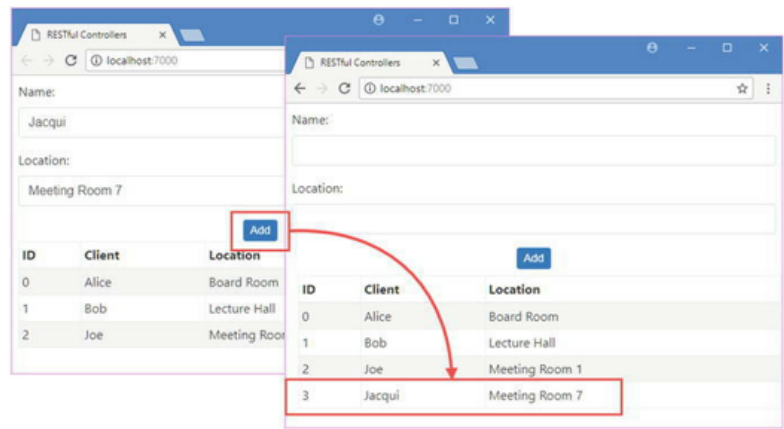 RESTful Controllers
localhost:7000
Name:
Jacqui
Location:
Meeting Room 7
Add
ID Client Location
0 Alice Board Room
1 Bob Lecture Hall
2 Joe Meeting Roo
RESTful Controllers
localhost:7000
Name:
Location:
Add
ID Client Location
0 Alice Board Room
1 Bob Lecture Hall
2 Joe Meeting Room 1
3 Jacqui Meeting Room 7